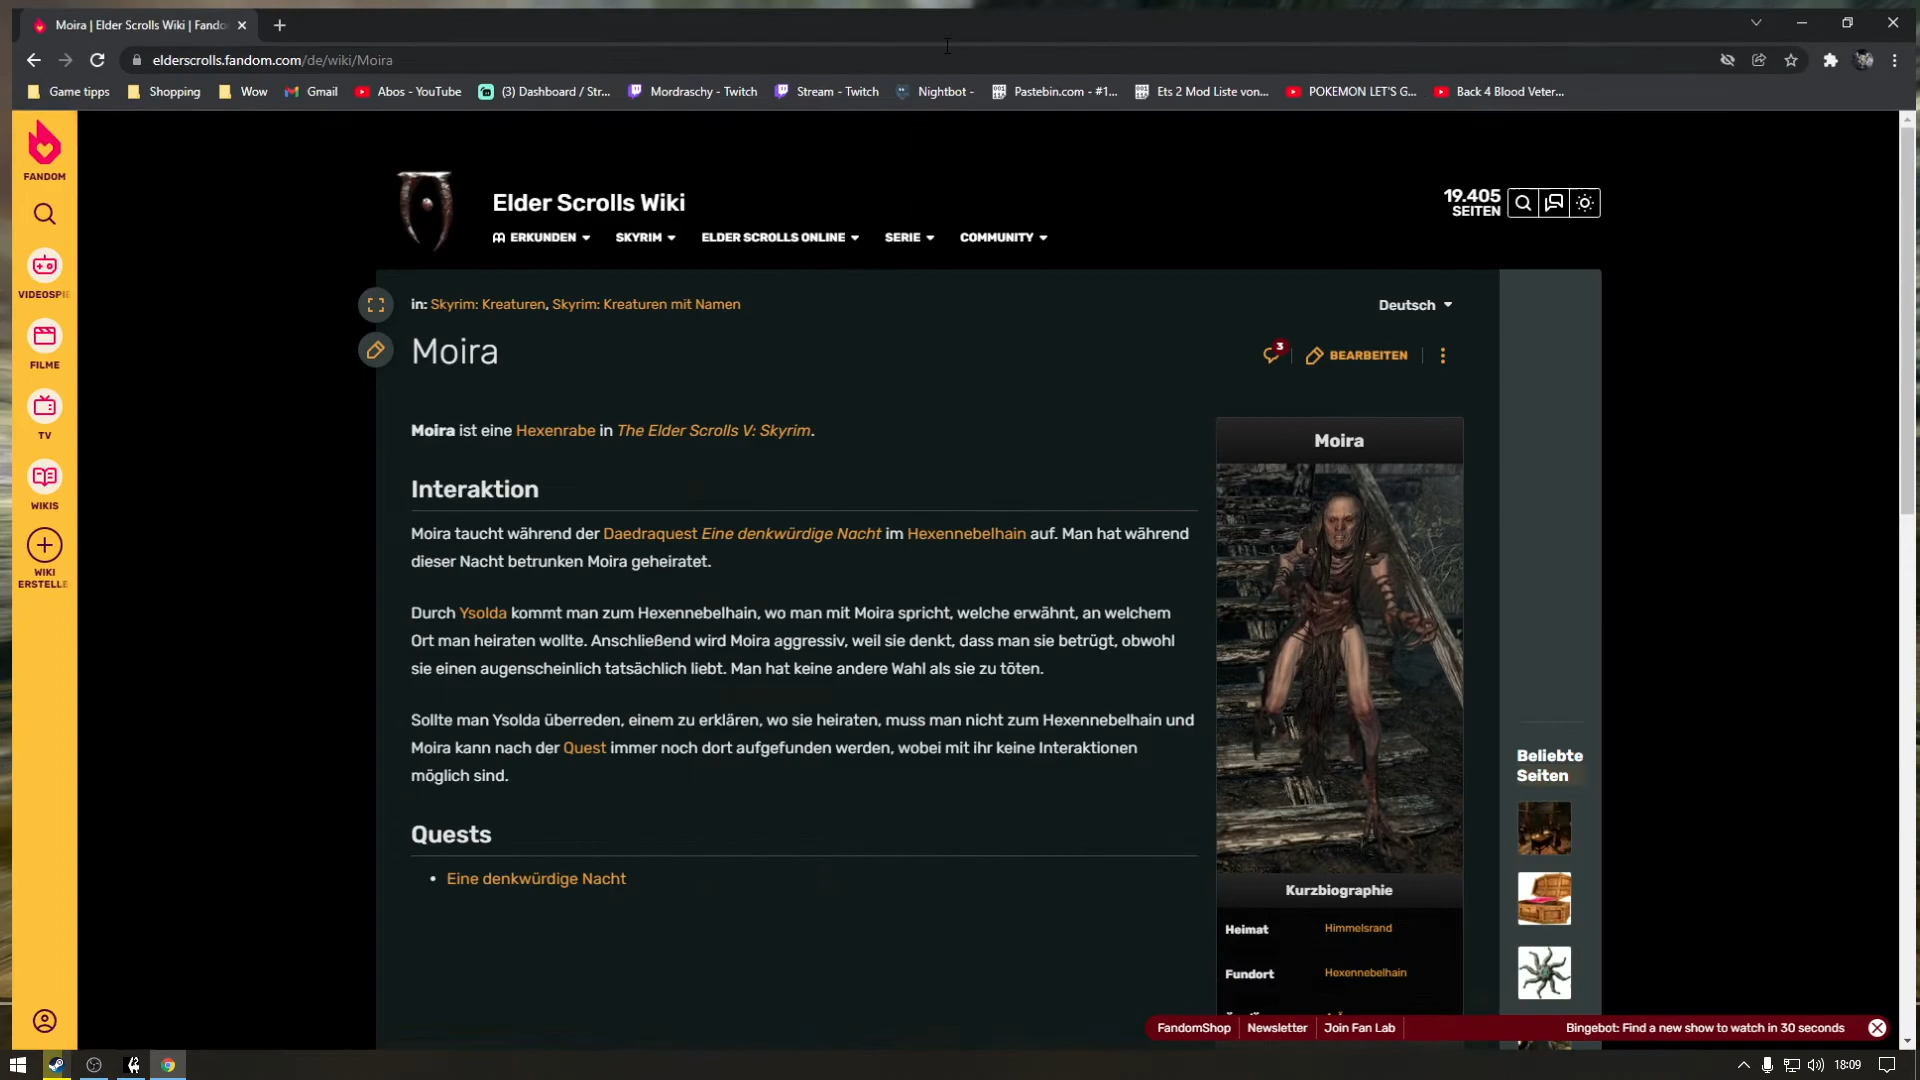 Moira | Elder Scrolls Wiki | Fando
elderscrolls.fandom.com/de/wiki/Moira
Game tipps
Shopping
Wow
Gmail
Abos - YouTube
(3) Dashboard / Str...
Mordraschy - Twitch
Stream - Twitch
Nightbot -
Pastebin.com - #1...
Ets 2 Mod Liste von...
POKEMON LET'S G...
Back 4 Blood Veter...
FANDOM
VIDEOSPIE
FILME
TV
WIKIS
WIKI
ERSTELLE
Elder Scrolls Wiki
19.405
SEITEN
ERKUNDEN
SKYRIM
ELDER SCROLLS ONLINE
SERIE
COMMUNITY
in: Skyrim: Kreaturen, Skyrim: Kreaturen mit Namen
Deutsch
Moira
3
BEARBEITEN
Moira ist eine Hexenrabe in The Elder Scrolls V: Skyrim.
Interaktion
Moira taucht während der Daedraquest Eine denkwürdige Nacht im Hexennebelhain auf. Man hat während
dieser Nacht betrunken Moira geheiratet.
Durch Ysolda kommt man zum Hexennebelhain, wo man mit Moira spricht, welche erwähnt, an welchem
Ort man heiraten wollte. Anschließend wird Moira aggressiv, weil sie denkt, dass man sie betrügt, obwohl
sie einen augenscheinlich tatsächlich liebt. Man hat keine andere Wahl als sie zu töten.
Sollte man Ysolda überreden, einem zu erklären, wo sie heiraten, muss man nicht zum Hexennebelhain und
Moira kann nach der Quest immer noch dort aufgefunden werden, wobei mit ihr keine Interaktionen
möglich sind.
Quests
Eine denkwürdige Nacht
Moira
Kurzbiographie
Heimat
Himmelsrand
Fundort
Hexennebelhain
Beliebte
Seiten
FandomShop
Newsletter
Join Fan Lab
Bingebot: Find a new show to watch in 30 seconds
18:09